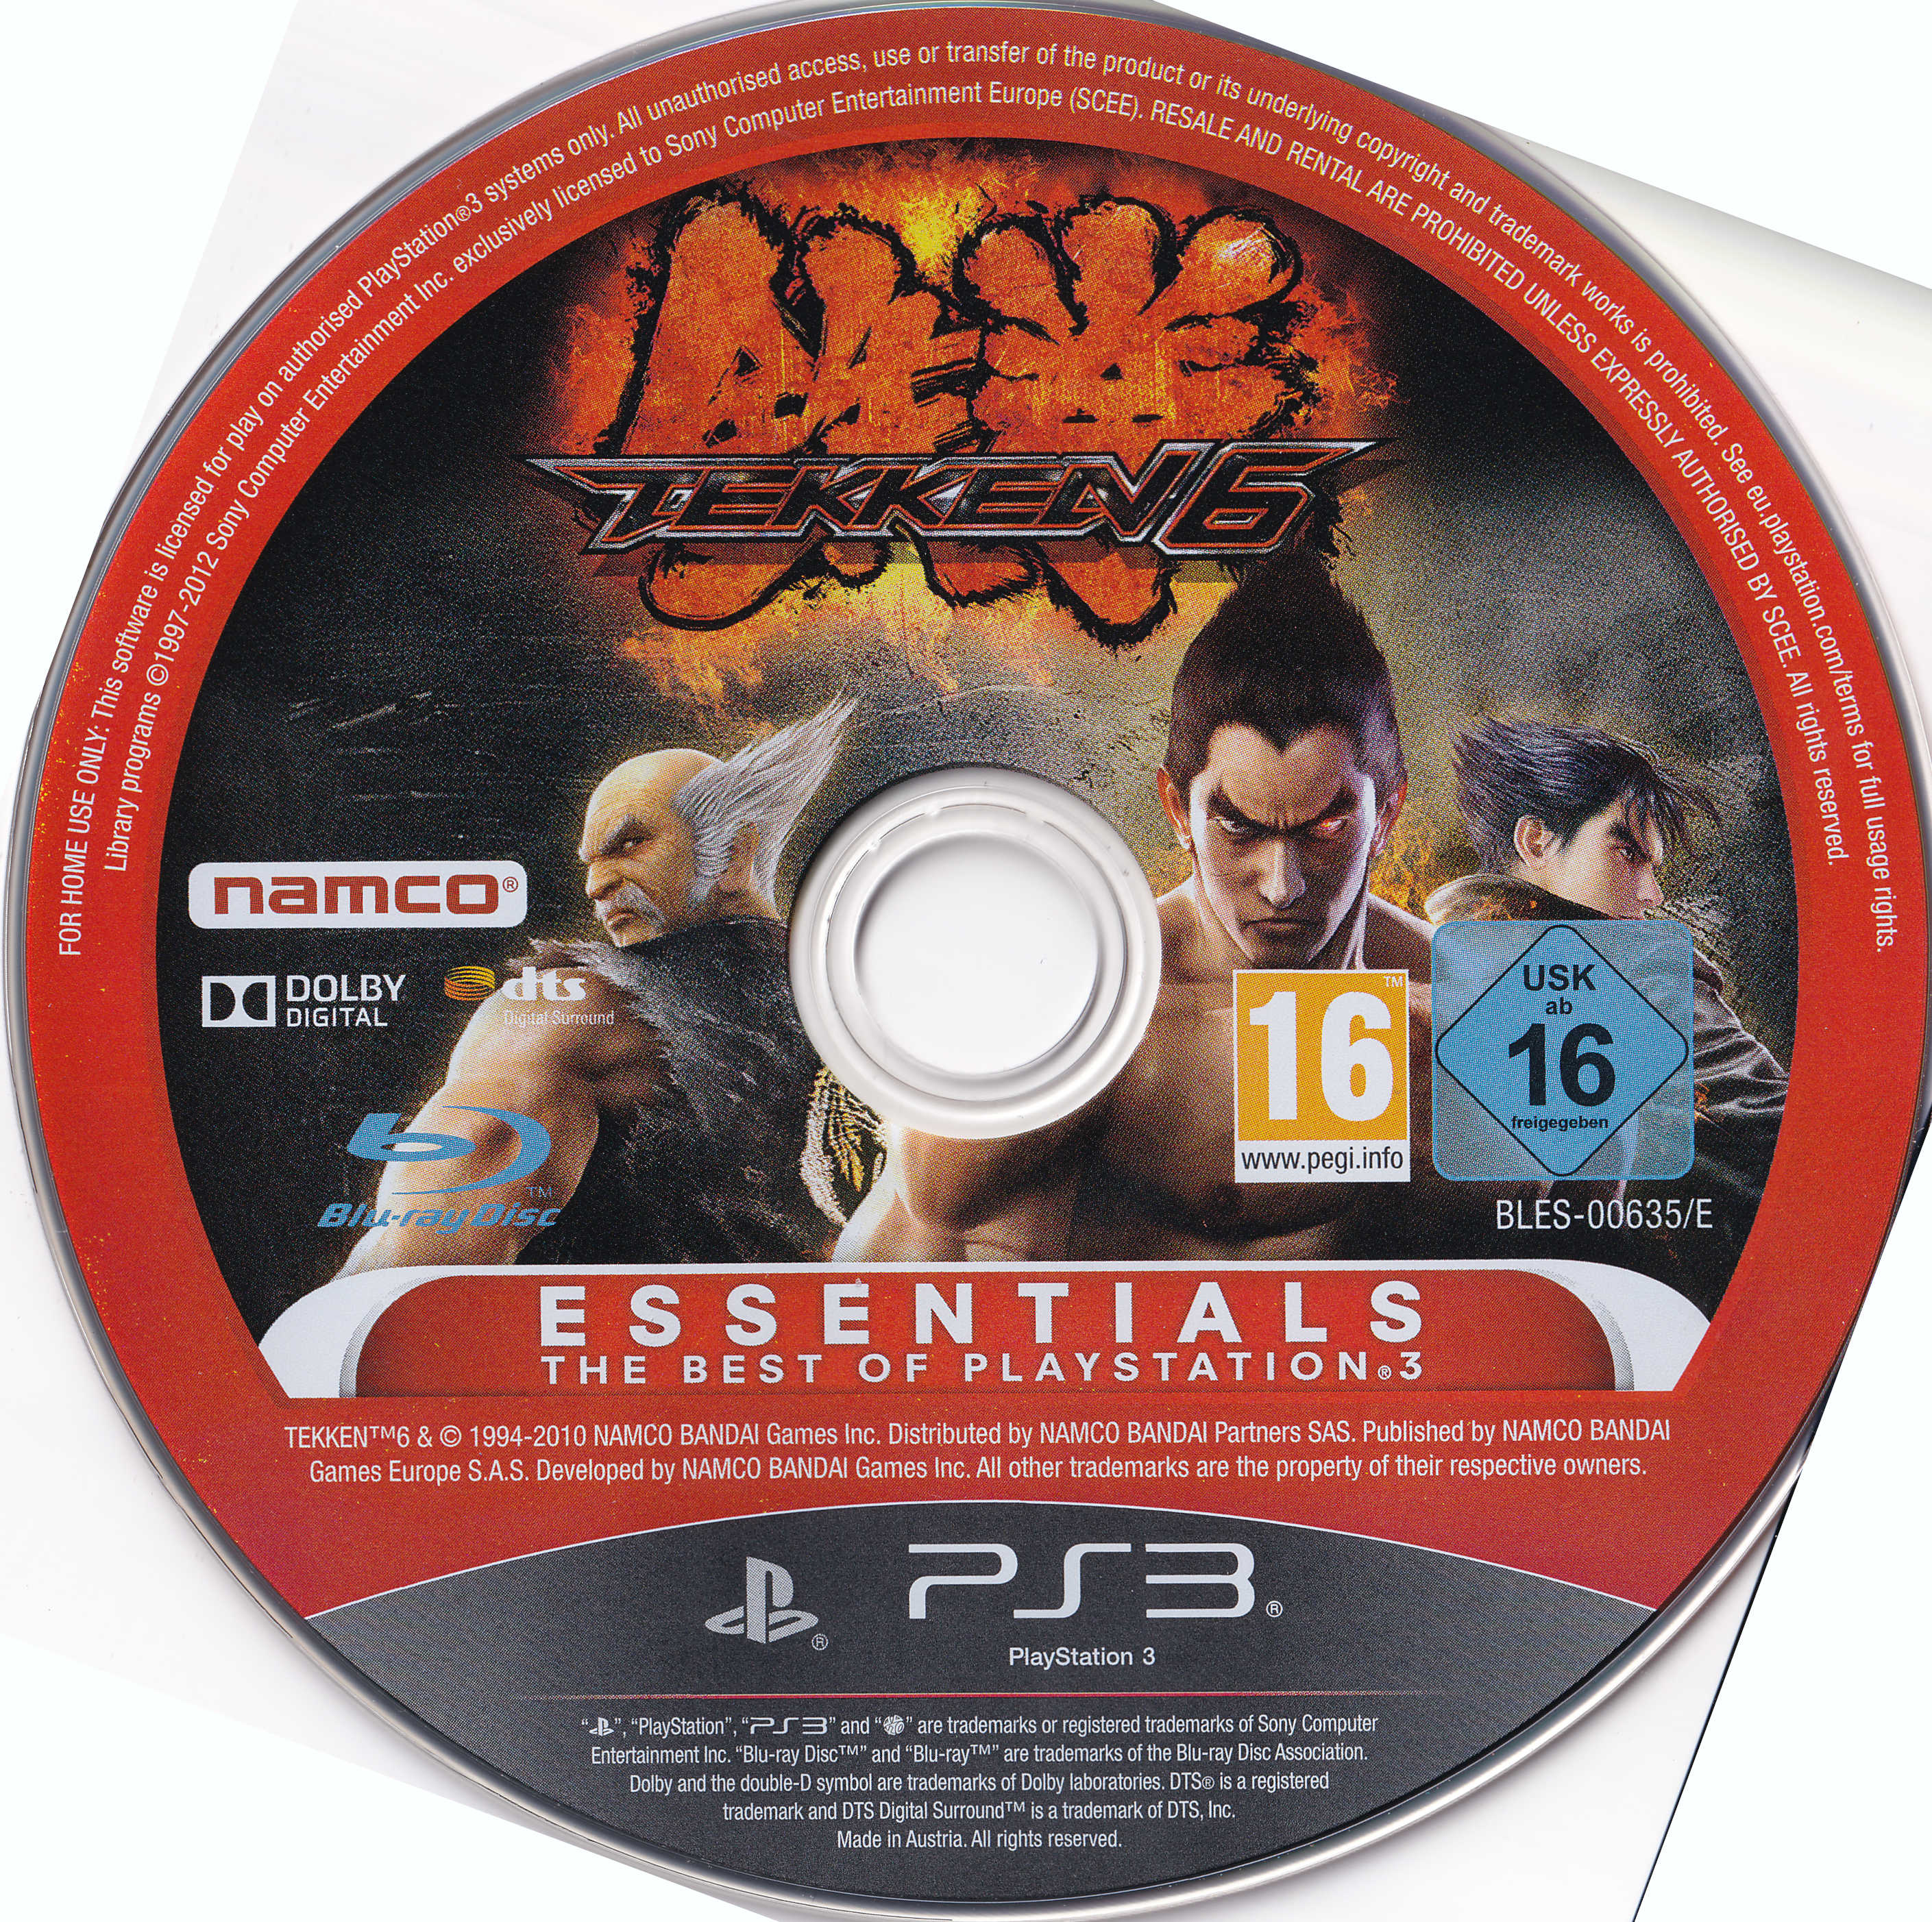 FOR HOME USE ONLY: This software is licensed for play on authorised PlayStation®3 systems only. All unauthorised access, use or transfer of the product or its underlying copyright and trademark works is prohibited. See eu.playstation.com/terms for full usage rights.
Library programs ©1997-2012 Sony Computer Entertainment Inc. exclusively licensed to Sony Computer Entertainment Europe (SCEE). RESALE AND RENTAL ARE PROHIBITED UNLESS EXPRESSLY AUTHORISED BY SCEE. All rights reserved.
鉄拳
TEKKEN 6
namco®
DOLBY
DIGITAL
dts
Digital Surround
Blu-ray Disc™
16™
www.pegi.info
USK
ab
16
freigegeben
BLES-00635/E
ESSENTIALS
THE BEST OF PLAYSTATION®3
TEKKEN™6 & © 1994-2010 NAMCO BANDAI Games Inc. Distributed by NAMCO BANDAI Partners SAS. Published by NAMCO BANDAI
Games Europe S.A.S. Developed by NAMCO BANDAI Games Inc. All other trademarks are the property of their respective owners.
PS3®
PlayStation 3
“PS”, “PlayStation”, “PS3” and “” are trademarks or registered trademarks of Sony Computer
Entertainment Inc. “Blu-ray Disc™” and “Blu-ray™” are trademarks of the Blu-ray Disc Association.
Dolby and the double-D symbol are trademarks of Dolby laboratories. DTS® is a registered
trademark and DTS Digital Surround™ is a trademark of DTS, Inc.
Made in Austria. All rights reserved.